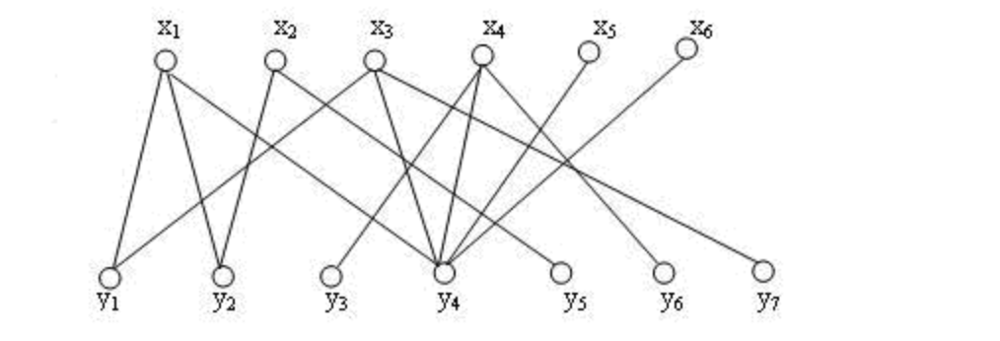 x₁ x₂ x₃ x₄ x₅ x₆
y₁ y₂ y₃ y₄ y₅ y₆ y₇